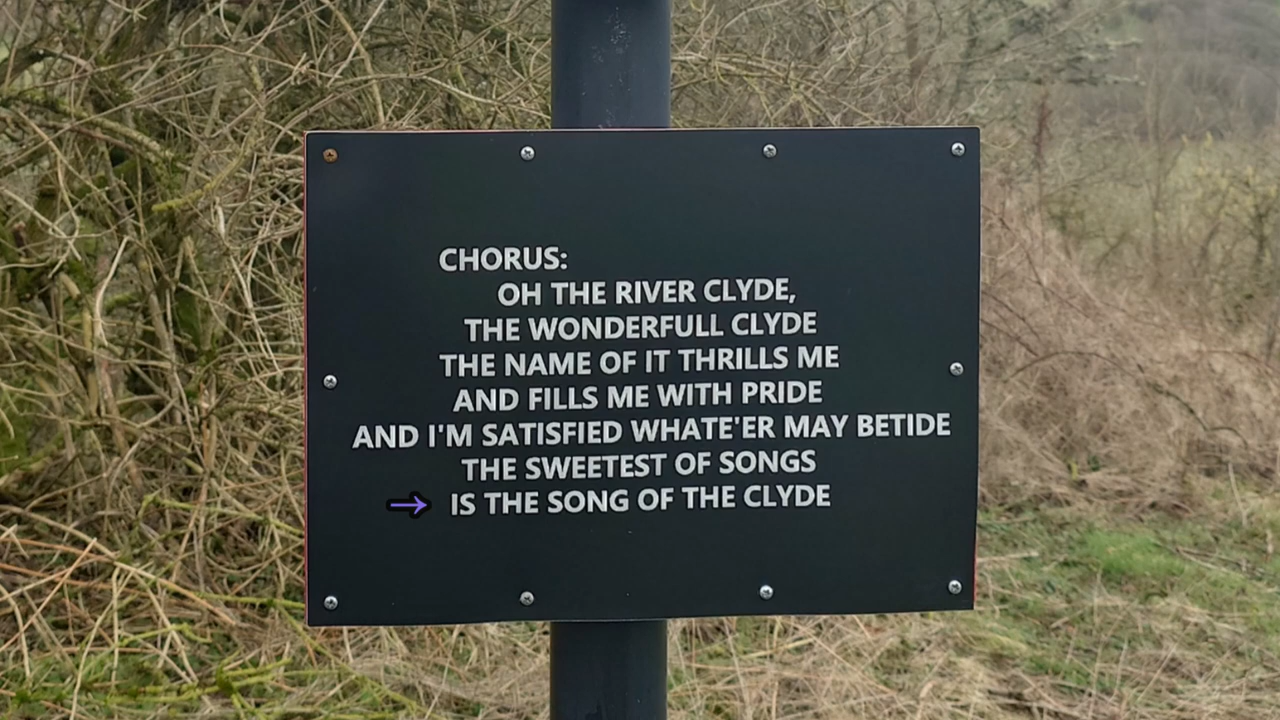 CHORUS:
OH THE RIVER CLYDE,
THE WONDERFULL CLYDE
THE NAME OF IT THRILLS ME
AND FILLS ME WITH PRIDE
AND I'M SATISFIED WHATE'ER MAY BETIDE
THE SWEETEST OF SONGS
IS THE SONG OF THE CLYDE